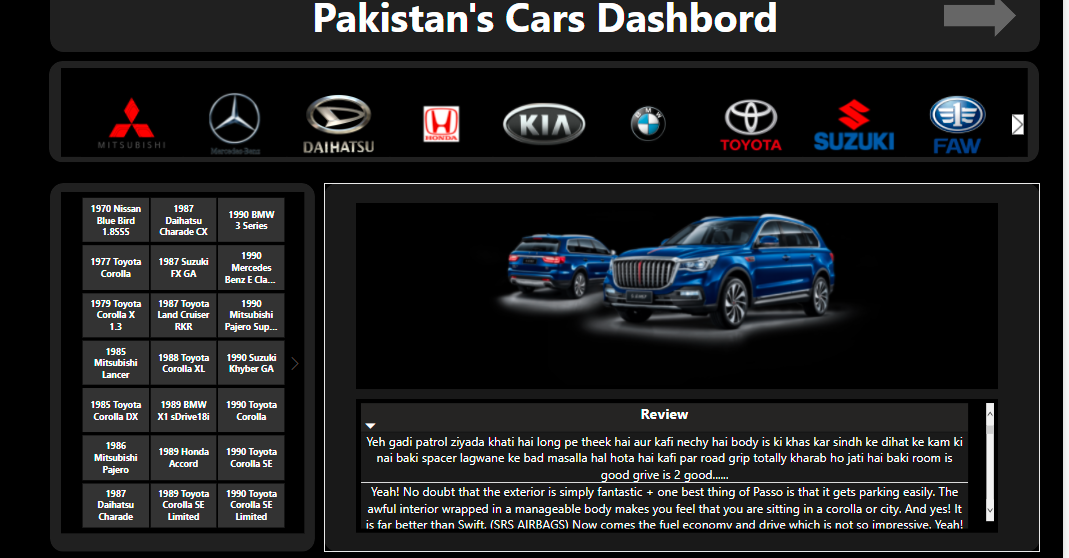 Pakistan's Cars Dashbord
MITSUBISHI
Mercedes-Benz
DAIHATSU
HONDA
KIA
BMW
TOYOTA
SUZUKI
FAW
1970 Nissan
Blue Bird
1.8SSS
1987
Daihatsu
Charade CX
1990 BMW
3 Series
1977 Toyota
Corolla
1987 Suzuki
FX GA
1990
Mercedes
Benz E Cla...
1979 Toyota
Corolla X
1.3
1987 Toyota
Land Cruiser
RKR
1990
Mitsubishi
Pajero Sup...
1985
Mitsubishi
Lancer
1988 Toyota
Corolla XL
1990 Suzuki
Khyber GA
1985 Toyota
Corolla DX
1989 BMW
X1 sDrive18i
1990 Toyota
Corolla
1986
Mitsubishi
Pajero
1989 Honda
Accord
1990 Toyota
Corolla SE
1987
Daihatsu
Charade
1989 Toyota
Corolla SE
Limited
1990 Toyota
Corolla SE
Limited
Review
Yeh gadi patrol ziyada khati hai long pe theek hai aur kafi nechy hai body is ki khas kar sindh ke dihat ke kam ki
nai baki spacer lagwane ke bad masalla hal hota hai kafi par road grip totally kharab ho jati hai baki room is
good grive is 2 good......
Yeah! No doubt that the exterior is simply fantastic + one best thing of Passo is that it gets parking easily. The
awful interior wrapped in a manageable body makes you feel that you are sitting in a corolla or city. And yes! It
is far better than Swift. (SRS AIRBAGS) Now comes the fuel economy and drive which is not so impressive. Yeah!